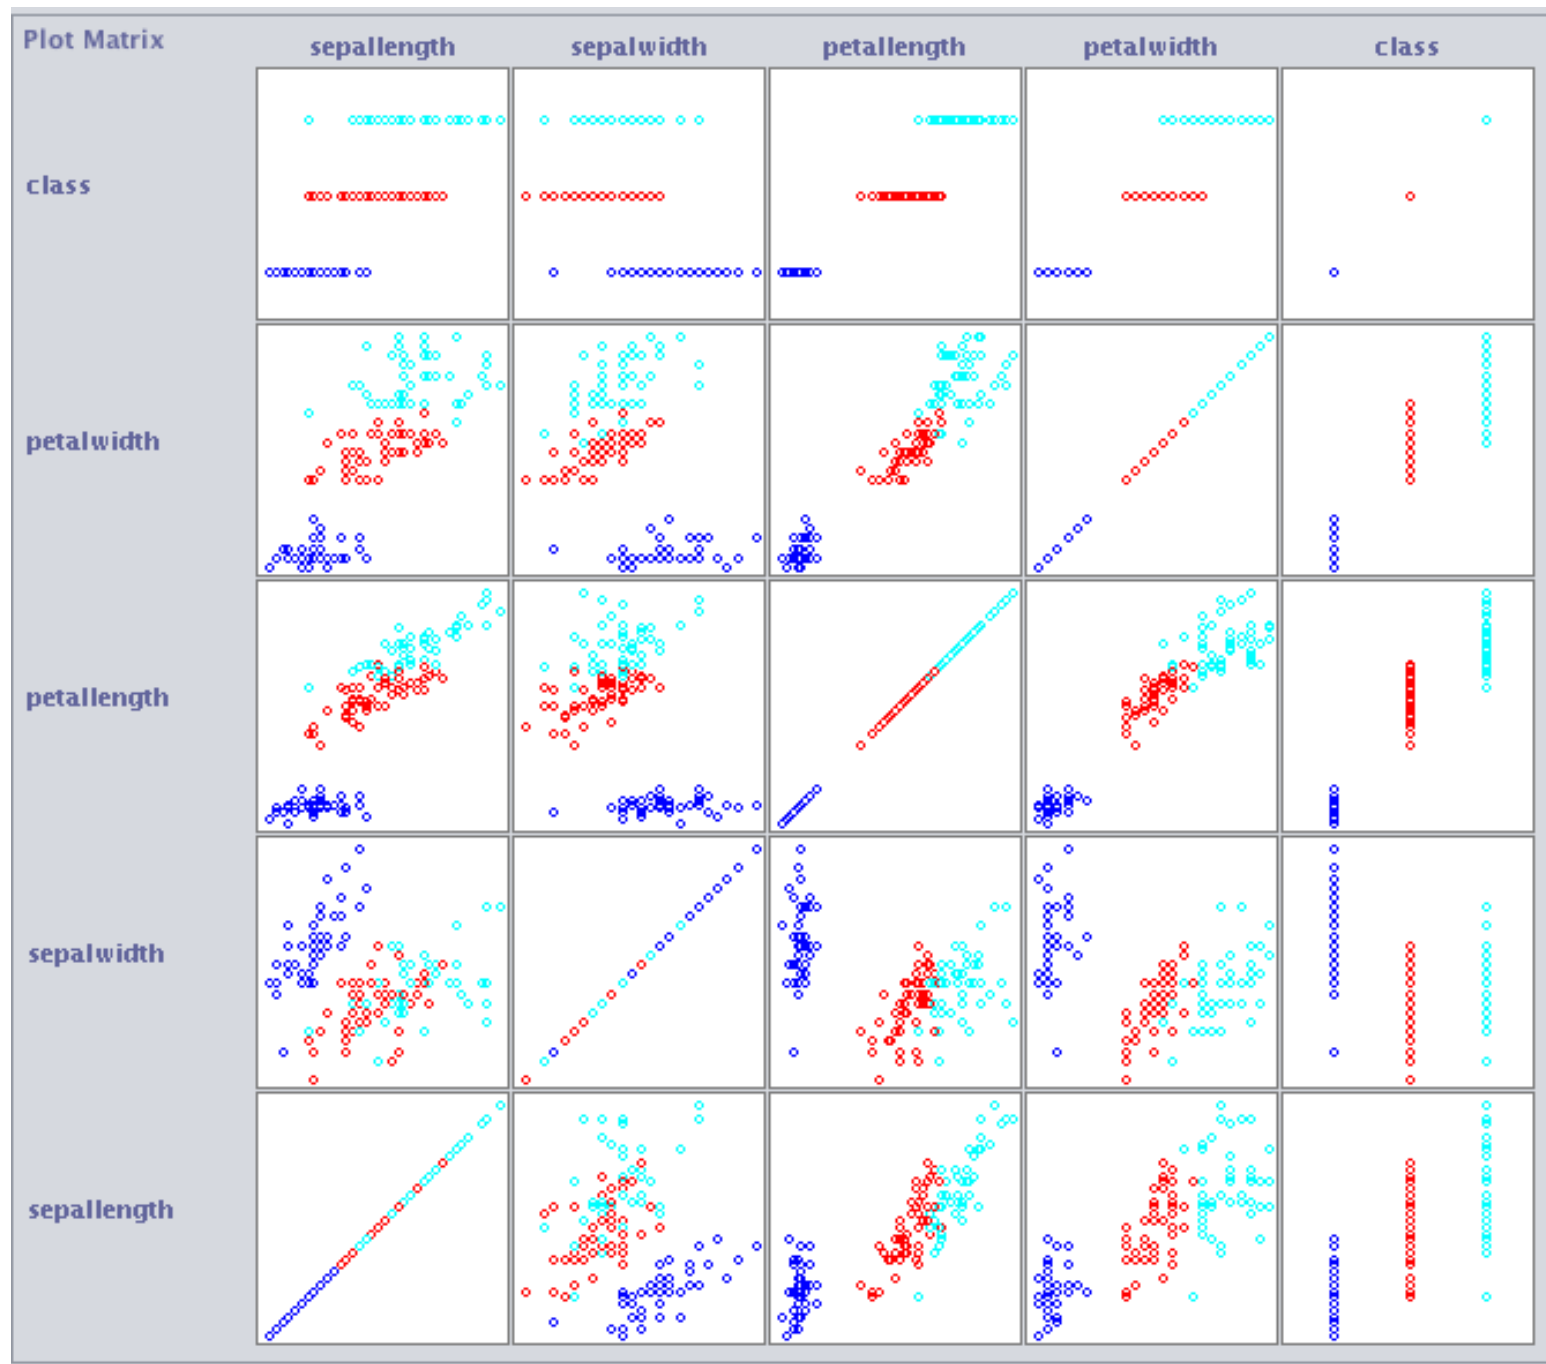 Plot Matrix
sepallength
sepalwidth
petallength
petalwidth
class
class
petalwidth
petallength
sepalwidth
sepallength